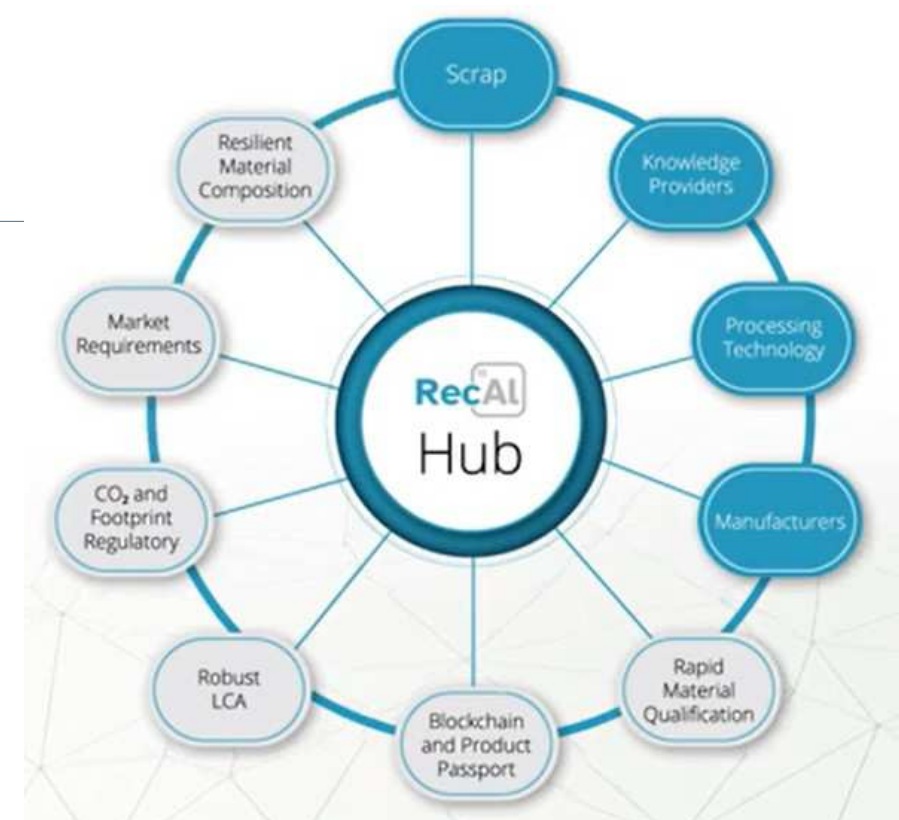 Scrap
Knowledge
Providers
Processing
Technology
Manufacturers
Rapid
Material
Qualification
Blockchain
and Product
Passport
Robust
LCA
CO₂ and
Footprint
Regulatory
Market
Requirements
Resilient
Material
Composition
RecAl
Hub